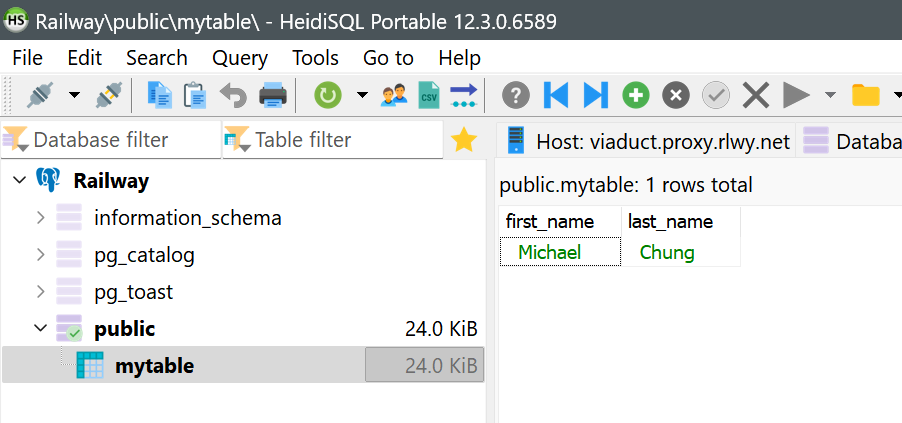 HS Railway\public\mytable\ - HeidiSQL Portable 12.3.0.6589
File Edit Search Query Tools Go to Help
CSV
Database filter Table filter
Host: viaduct.proxy.rlwy.net Databa
Railway
information_schema
pg_catalog
pg_toast
public 24.0 KiB
mytable 24.0 KiB
public.mytable: 1 rows total
first_name last_name
Michael Chung